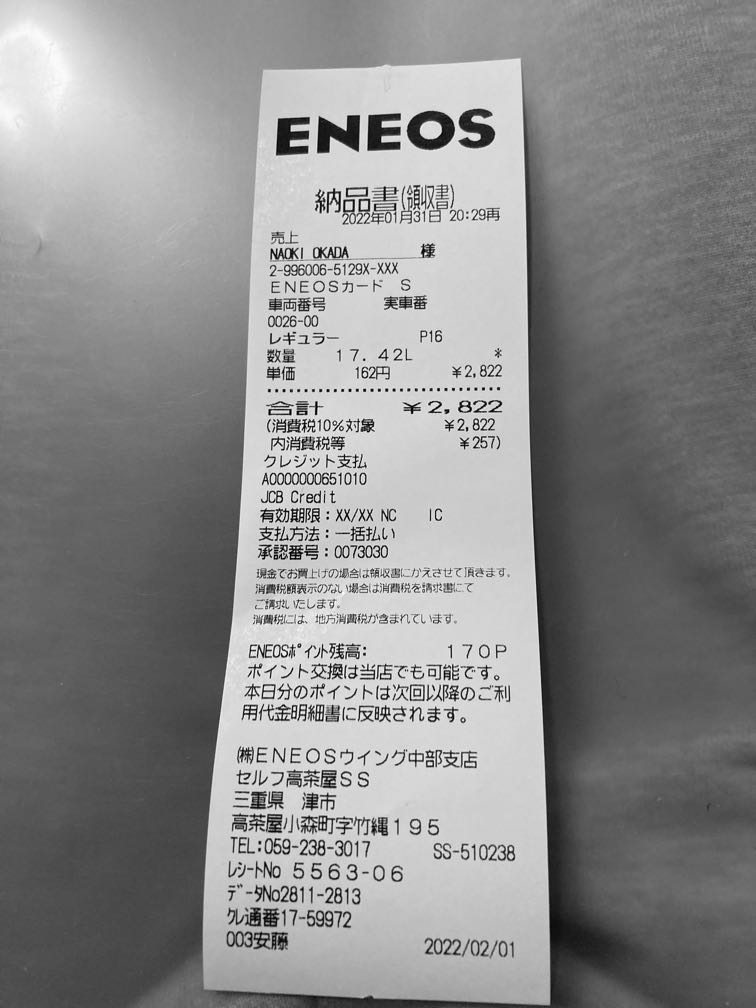 ENEOS
納品書(領収書)
2022年01月31日 20:29再
売上
NAOKI OKADA 様
2-996006-5129X-XXX
ENEOSカード S
車両番号 実車番
0026-00
レギュラー P16
数量 17.42L *
単価 162円 ¥2,822
合計 ¥2,822
(消費税10%対象 ¥2,822
内消費税等 ¥257)
クレジット支払
A0000000651010
JCB Credit
有効期限:XX/XX NC IC
支払方法:一括払い
承認番号:0073030
現金でお買上げの場合は領収書にかえさせて頂きます。
消費税額表示のない場合は消費税を請求書にて
ご請求いたします。
消費税には、地方消費税が含まれています。
ENEOSポイント残高: 170P
ポイント交換は当店でも可能です。
本日分のポイントは次回以降のご利
用代金明細書に反映されます。
㈱ENEOSウイング中部支店
セルフ高茶屋SS
三重県 津市
高茶屋小森町字竹縄195
TEL:059-238-3017 SS-510238
レシートNo 5563-06
データNo2811-2813
クレ通番17-59972
003安藤 2022/02/01